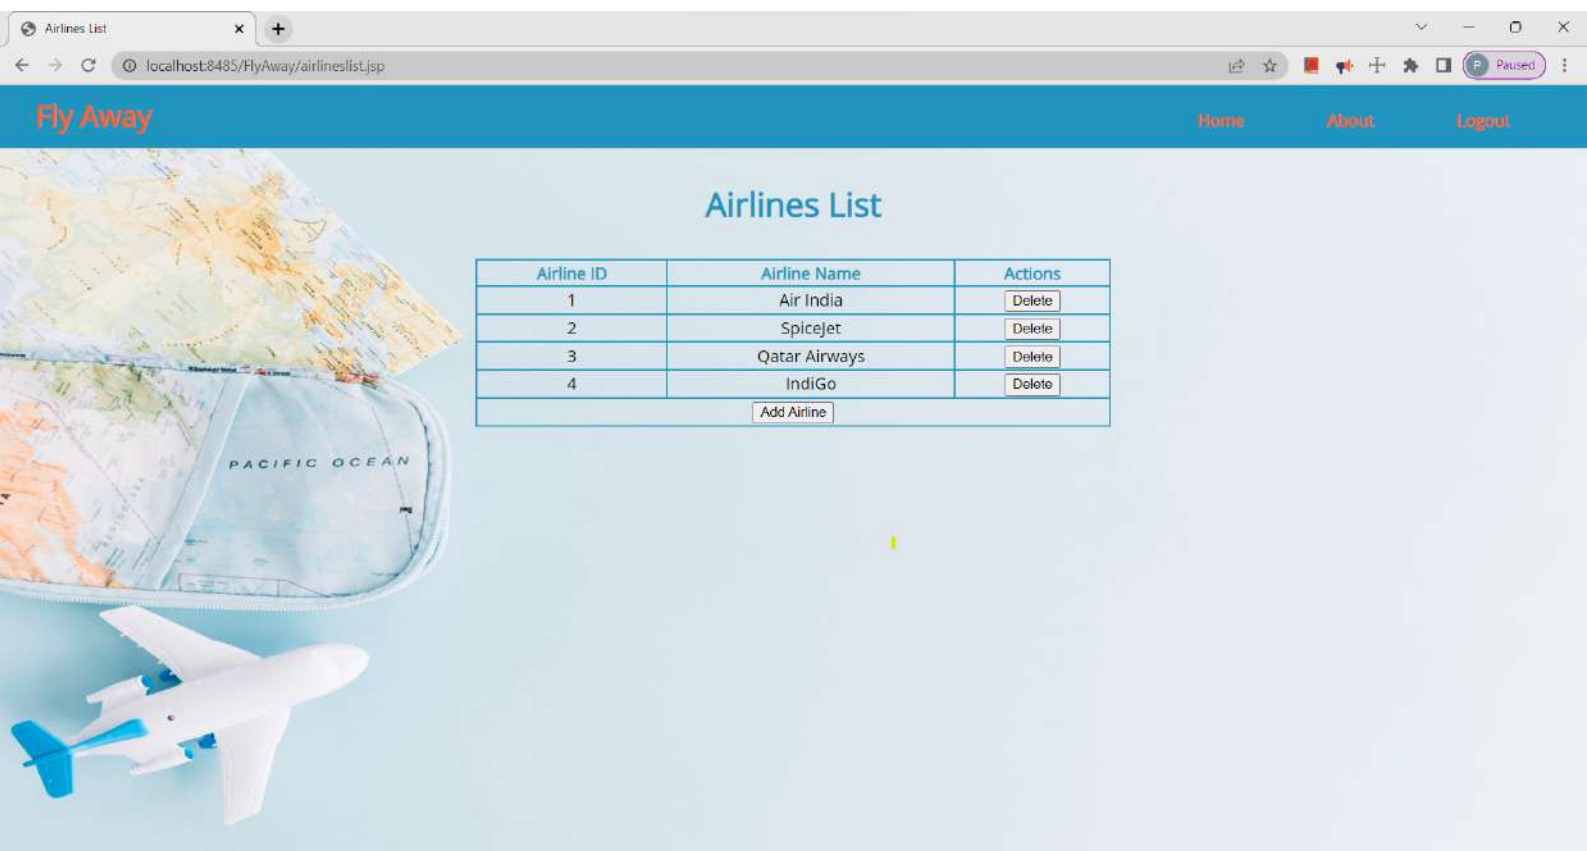 Airlines List
localhost:8485/FlyAway/airlineslist.jsp
P Paused
Fly Away
Home About Logout
Airlines List
Airline ID Airline Name Actions
1 Air India Delete
2 SpiceJet Delete
3 Qatar Airways Delete
4 IndiGo Delete
Add Airline
PACIFIC OCEAN